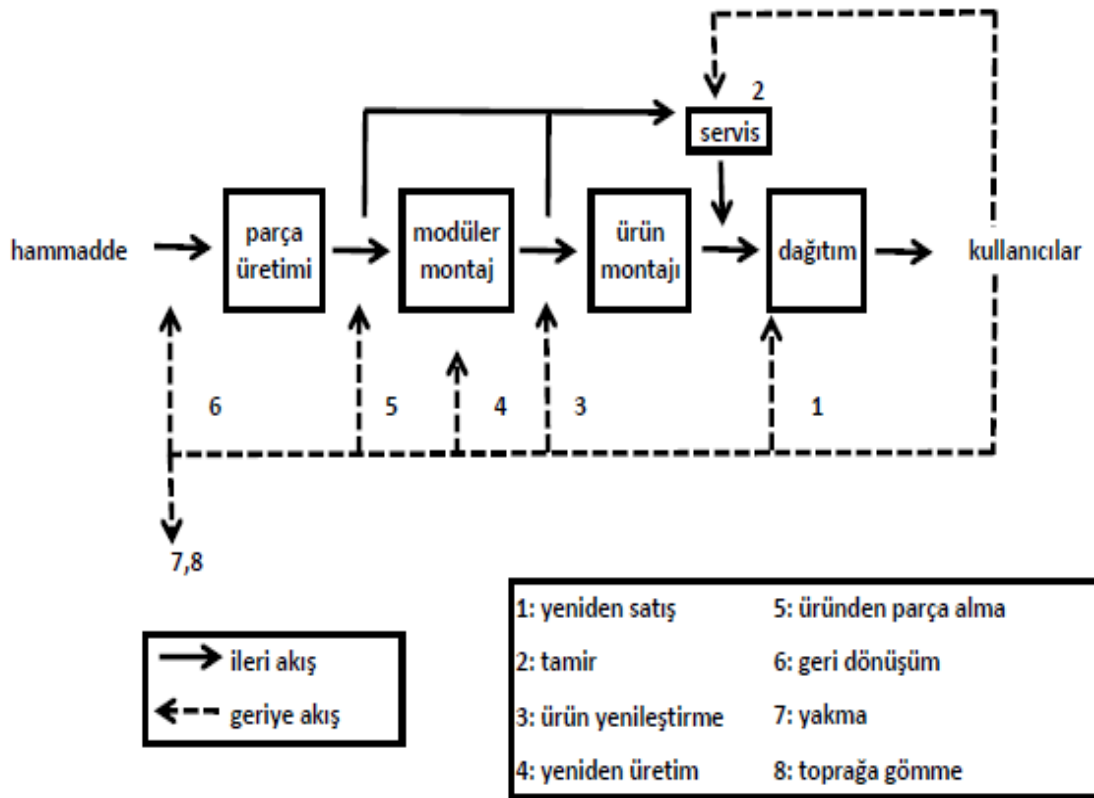 2
servis
hammadde
parça
üretimi
modüler
montaj
ürün
montajı
dağıtım
kullanıcılar
6
5
4
3
1
7,8
ileri akış
geriye akış
1: yeniden satış
2: tamir
3: ürün yenileştirme
4: yeniden üretim
5: üründen parça alma
6: geri dönüşüm
7: yakma
8: toprağa gömme